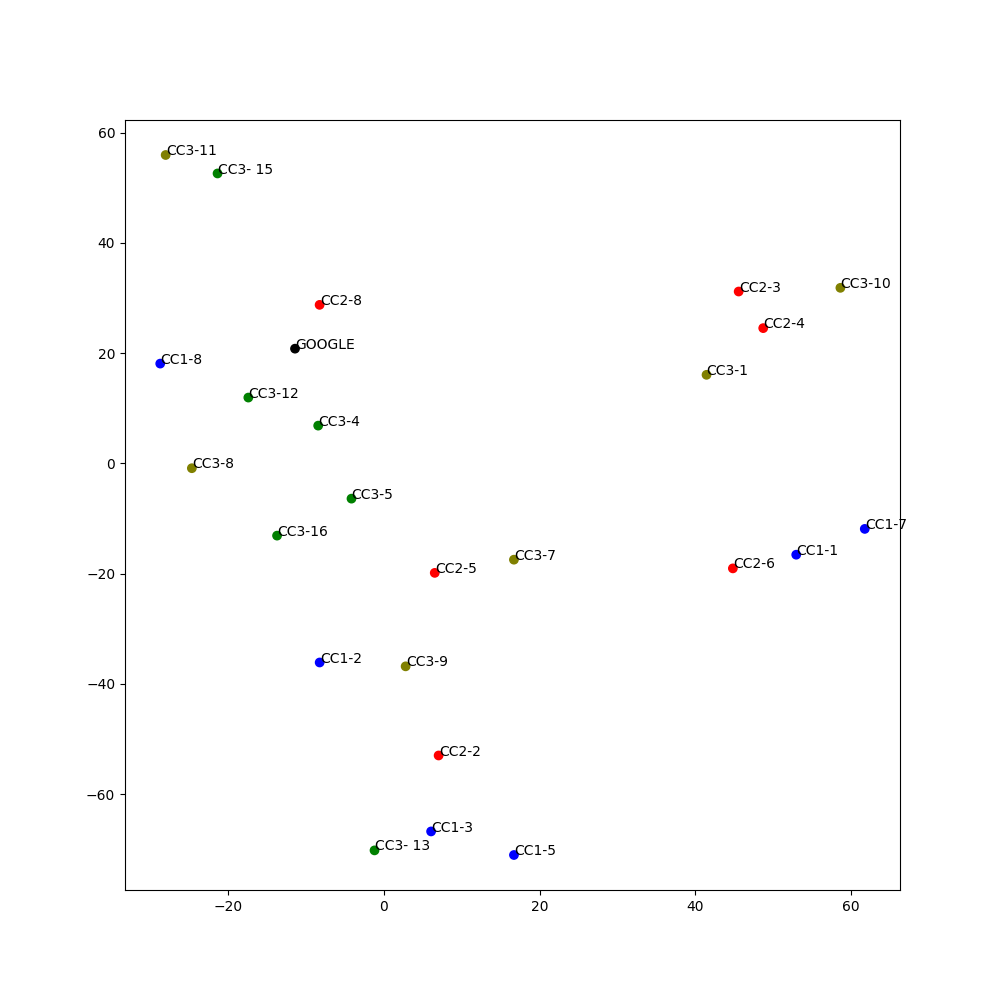 60
40
20
0
−20
−40
−60
−20
0
20
40
60
CC3-11
CC3- 15
CC2-8
GOOGLE
CC1-8
CC3-12
CC3-4
CC3-8
CC3-5
CC3-16
CC2-5
CC3-7
CC1-2
CC3-9
CC2-2
CC1-3
CC3- 13
CC1-5
CC2-3
CC3-10
CC2-4
CC3-1
CC1-7
CC1-1
CC2-6